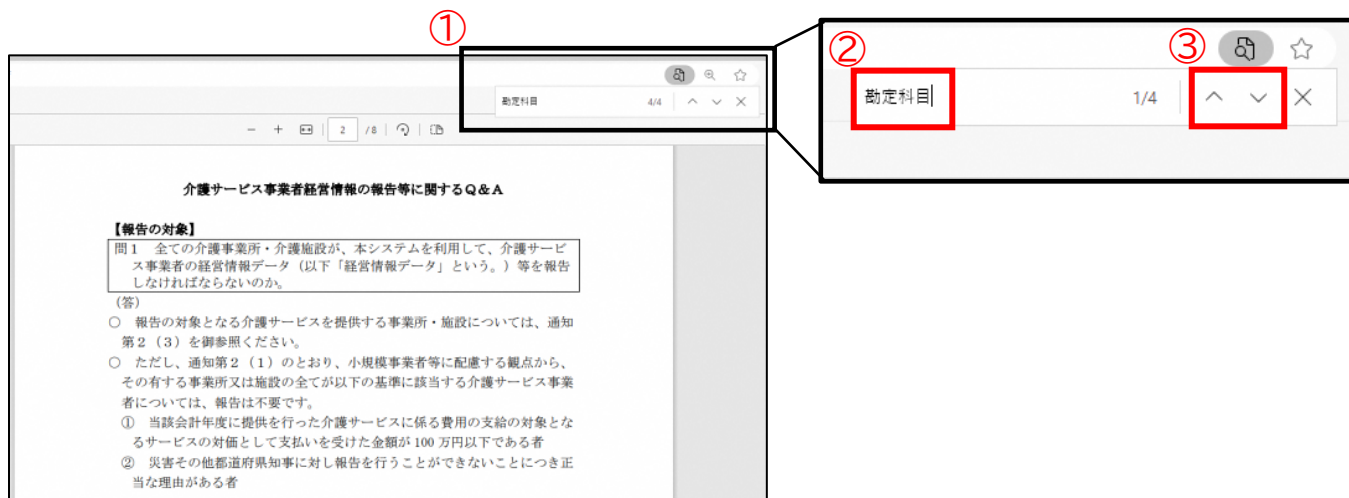 ①
勘定科目 4/4
2 /8
介護サービス事業者経営情報の報告等に関するＱ＆Ａ
【報告の対象】
問１　全ての介護事業所・介護施設が、本システムを利用して、介護サービ
ス事業者の経営情報データ（以下「経営情報データ」という。）等を報告
しなければならないのか。
（答）
○　報告の対象となる介護サービスを提供する事業所・施設については、通知
第２（３）を御参照ください。
○　ただし、通知第２（１）のとおり、小規模事業者等に配慮する観点から、
その有する事業所又は施設の全てが以下の基準に該当する介護サービス事業
者については、報告は不要です。
①　当該会計年度に提供を行った介護サービスに係る費用の支給の対象とな
るサービスの対価として支払いを受けた金額が 100 万円以下である者
②　災害その他都道府県知事に対し報告を行うことができないことにつき正
当な理由がある者
②
③
勘定科目 1/4